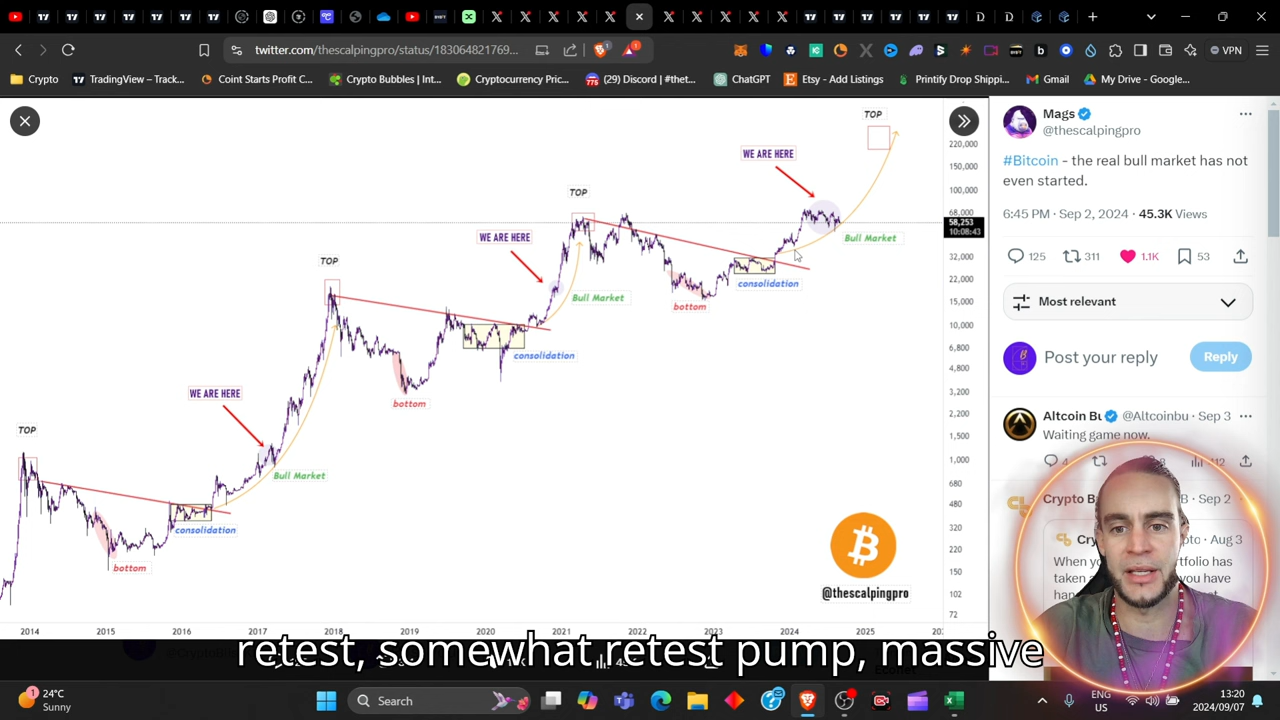 twitter.com/thescalpingpro/status/183064821769...
VPN
Crypto
TradingView – Track...
Coint Starts Profit C...
Crypto Bubbles | Int...
Cryptocurrency Pric...
(29) Discord | #thet...
ChatGPT
Etsy - Add Listings
Printify Drop Shippi...
Gmail
My Drive - Google...
TOP
WE ARE HERE
Bull Market
TOP
WE ARE HERE
Bull Market
consolidation
bottom
TOP
WE ARE HERE
Bull Market
consolidation
bottom
TOP
consolidation
bottom
220,000
150,000
100,000
68,000
58,253
10:08:43
32,000
22,000
15,000
10,000
6,800
4,800
3,200
2,200
1,500
1,000
680
480
320
220
150
102
72
@thescalpingpro
2014 2015 2016 2017 2018 2019 2020 2021 2022 2023 2024 2025
Mags
@thescalpingpro
#Bitcoin - the real bull market has not
even started.
6:45 PM · Sep 2, 2024 · 45.3K Views
125 311 1.1K 53
Most relevant
Post your reply
Reply
Altcoin Bu @Altcoinbu · Sep 3
Waiting game now.
Crypto B B · Sep 2
Cry pto · Aug 3
When yo portfolio has
taken you have
retest, somewhat retest pump, massive
24°C
Sunny
Search
ENG
US
13:20
2024/09/07